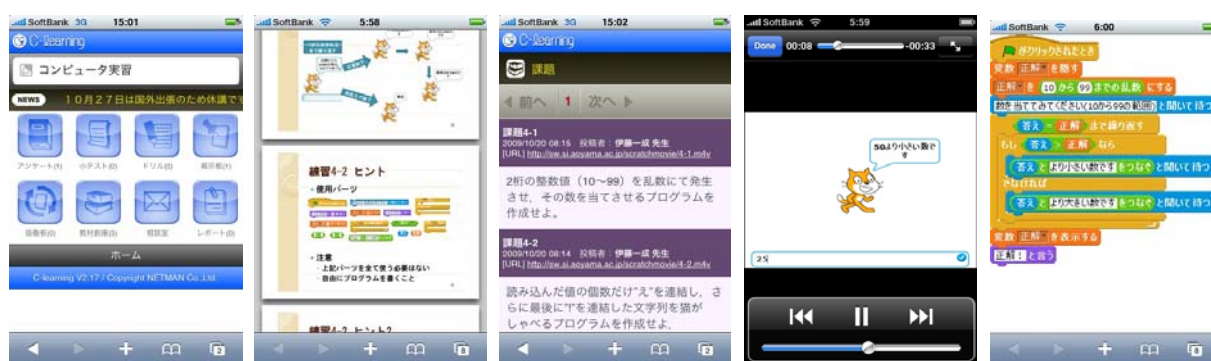 SoftBank 3G 15:01
C-Learning
コンピュータ実習
NEWS 10月27日は国外出張のため休講で
アンケート(1) 小テスト(0) ドリル(0) 掲示板(1)
教材倉庫(3) 相談室 レポート(0)
ホーム
C-learning V2.17 / Copyright NETMAN Co.,Ltd.
2
SoftBank 5:58
練習4-2 ヒント
・使用パーツ
・注意
・上記パーツを全て使う必要はない
・自由にプログラムを書くこと
練習4-2 ヒント2
8
SoftBank 3G 15:02
C-Learning
課題
前へ 1 次へ
課題4-1
2009/10/20 08:15 投稿者：伊藤一成 先生
[URL] http://sw.si.aoyama.ac.jp/scratchmovie/4-1.m4v
2桁の整数値（10～99）を乱数にて発
生させ，その数を当てさせるプログラムを
作成せよ．
課題4-2
2009/10/20 08:14 投稿者：伊藤一成 先生
[URL] http://sw.si.aoyama.ac.jp/scratchmovie/4-2.m4v
読み込んだ値の個数だけ"え"を連結し，さ
らに最後に"!"を連結した文字列を猫が
しゃべるプログラムを作成せよ．
2
SoftBank 5:59
Done 00:08 -00:33
50より小さい数で
す
25
SoftBank 6:00
がクリックされたとき
変数 正解 を隠す
正解 を 10 から 99 までの乱数 にする
数を当ててみてください(10から99の範囲) と聞いて待つ
答え = 正解 まで繰り返す
もし 答え > 正解 なら
答え と より小さい数です をつなぐ と聞いて待つ
でなければ
答え と より大きい数です をつなぐ と聞いて待つ
変数 正解 を表示する
正解！ と言う
8